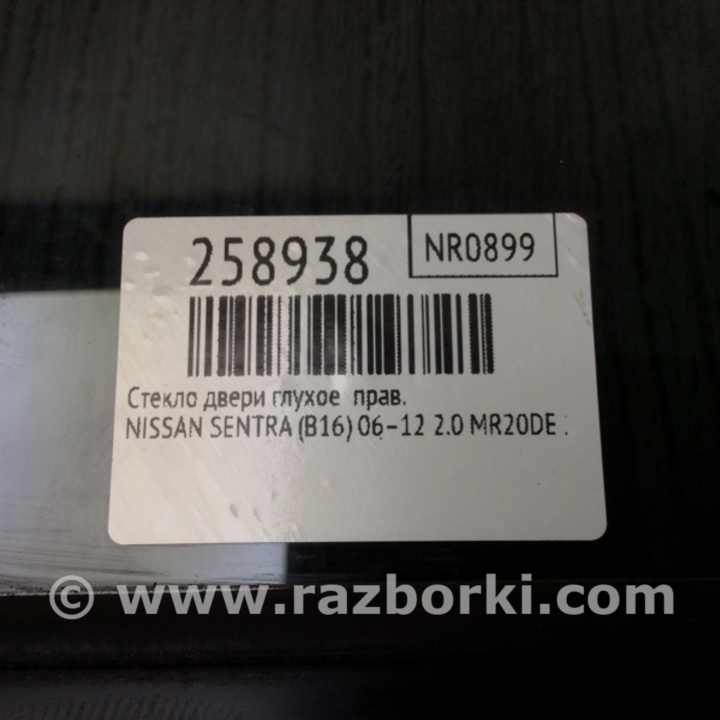 258938
NR0899
Стекло двери глухое прав.
NISSAN SENTRA (B16) 06-12 2.0 MR20DE :
© www.razborki.com